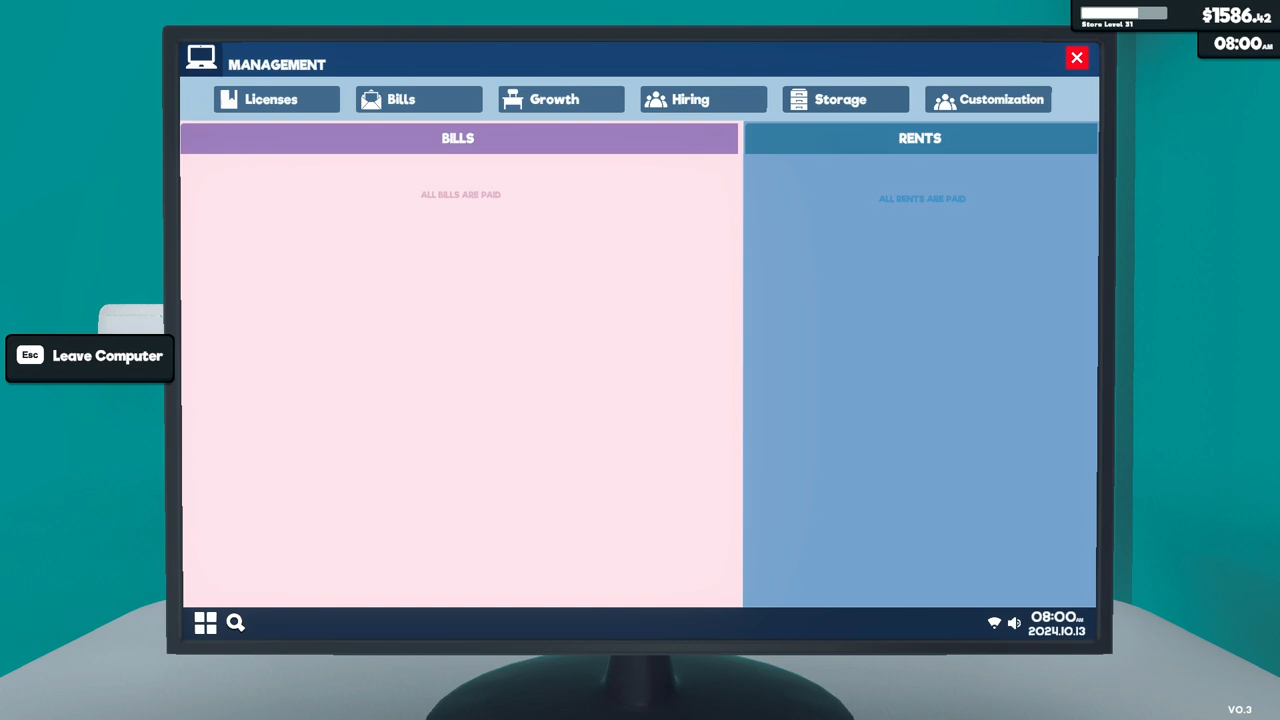 Store Level 31
$1586.42
08:00AM
MANAGEMENT
Licenses
Bills
Growth
Hiring
Storage
Customization
BILLS
RENTS
ALL BILLS ARE PAID
ALL RENTS ARE PAID
Esc
Leave Computer
08:00AM
2024.10.13
V0.3